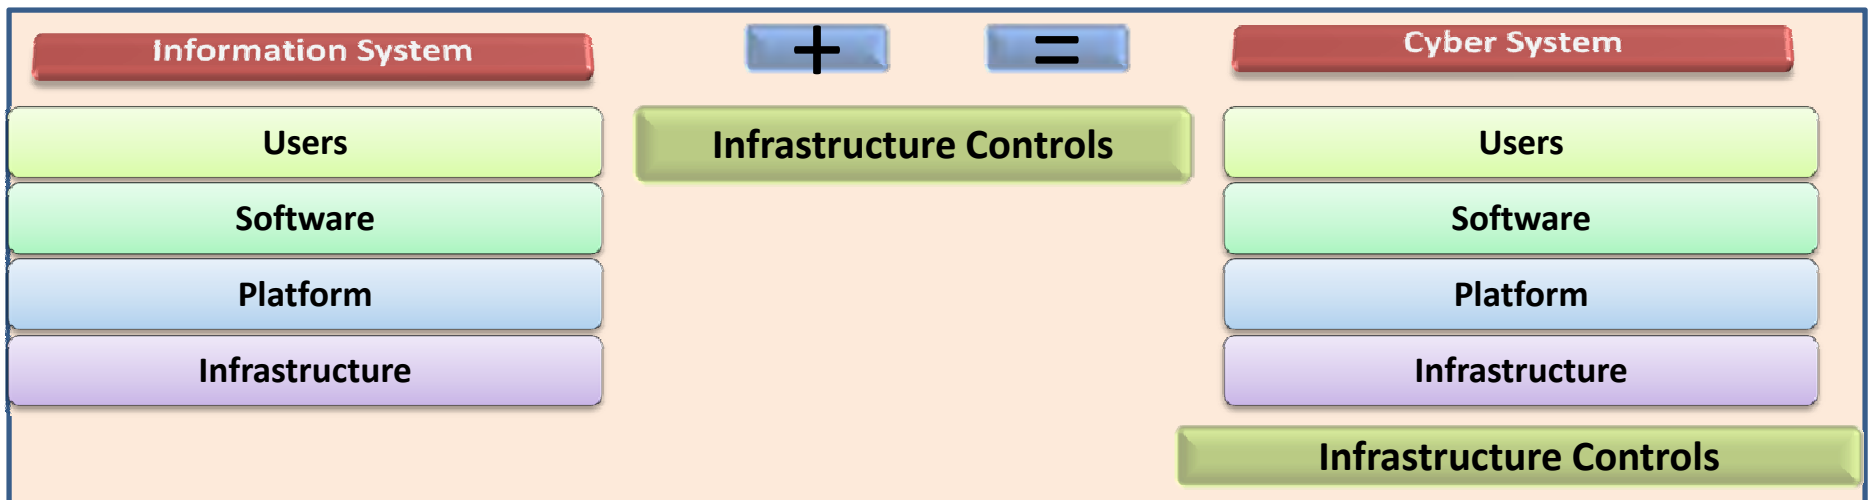 Information System
+
=
Cyber System
Users
Infrastructure Controls
Users
Software
Software
Platform
Platform
Infrastructure
Infrastructure
Infrastructure Controls